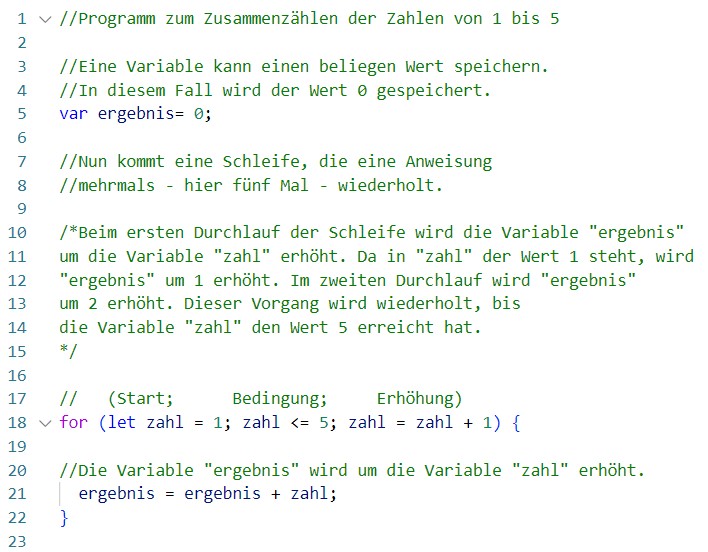 1 //Programm zum Zusammenzählen der Zahlen von 1 bis 5
2
3 //Eine Variable kann einen beliegen Wert speichern.
4 //In diesem Fall wird der Wert 0 gespeichert.
5 var ergebnis= 0;
6
7 //Nun kommt eine Schleife, die eine Anweisung
8 //mehrmals - hier fünf Mal - wiederholt.
9
10 /*Beim ersten Durchlauf der Schleife wird die Variable "ergebnis"
11 um die Variable "zahl" erhöht. Da in "zahl" der Wert 1 steht, wird
12 "ergebnis" um 1 erhöht. Im zweiten Durchlauf wird "ergebnis"
13 um 2 erhöht. Dieser Vorgang wird wiederholt, bis
14 die Variable "zahl" den Wert 5 erreicht hat.
15 */
16
17 //   (Start;      Bedingung;     Erhöhung)
18 for (let zahl = 1; zahl <= 5; zahl = zahl + 1) {
19
20 //Die Variable "ergebnis" wird um die Variable "zahl" erhöht.
21   ergebnis = ergebnis + zahl;
22 }
23